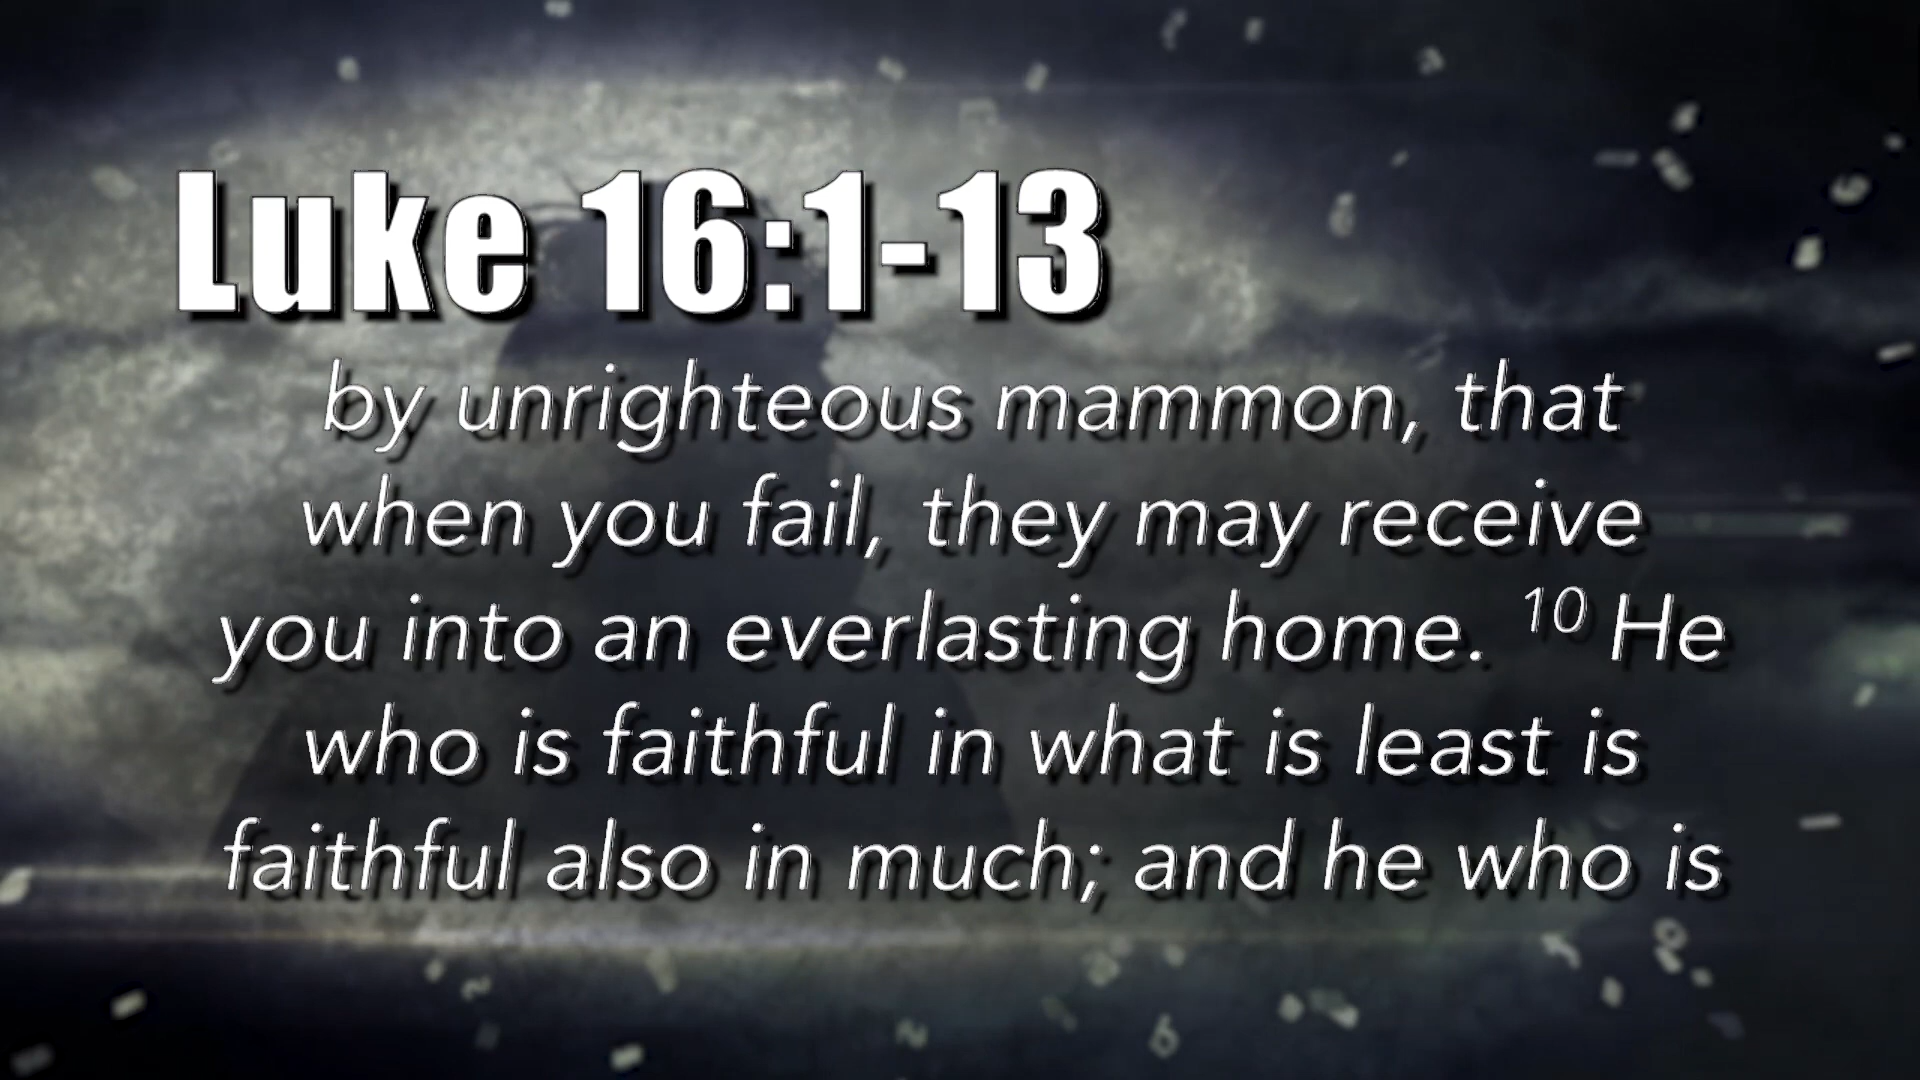 Luke 16:1-13
by unrighteous mammon, that
when you fail, they may receive
you into an everlasting home. 10 He
who is faithful in what is least is
faithful also in much; and he who is